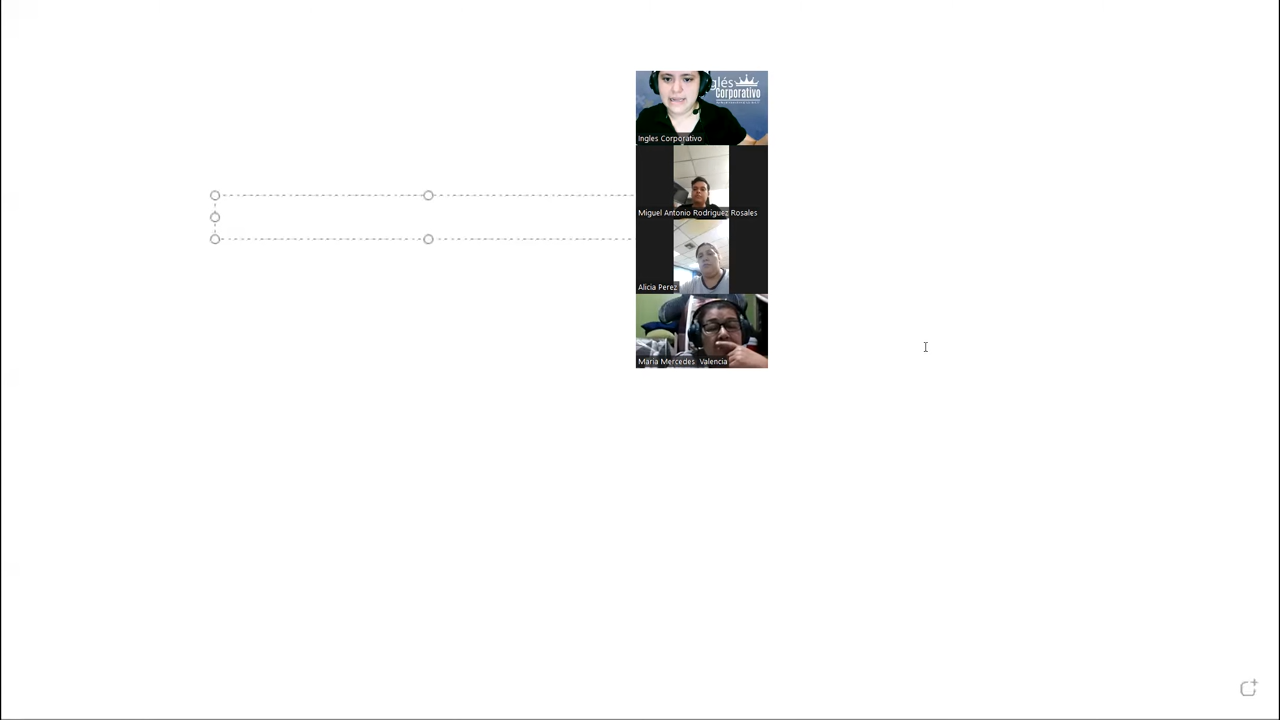 glés
Corporativo
Ingles Corporativo
Miguel Antonio Rodriguez Rosales
Alicia Perez
Maria Mercedes Valencia